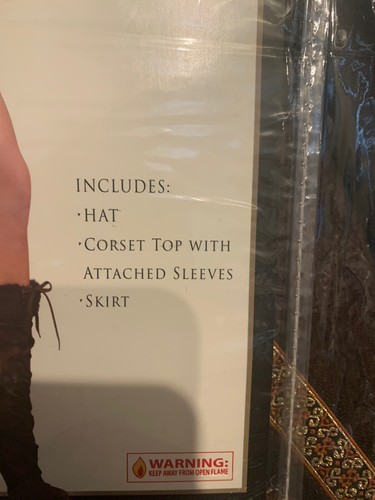 INCLUDES:
·HAT
·CORSET TOP WITH
ATTACHED SLEEVES
·SKIRT
WARNING:
KEEP AWAY FROM OPEN FLAME